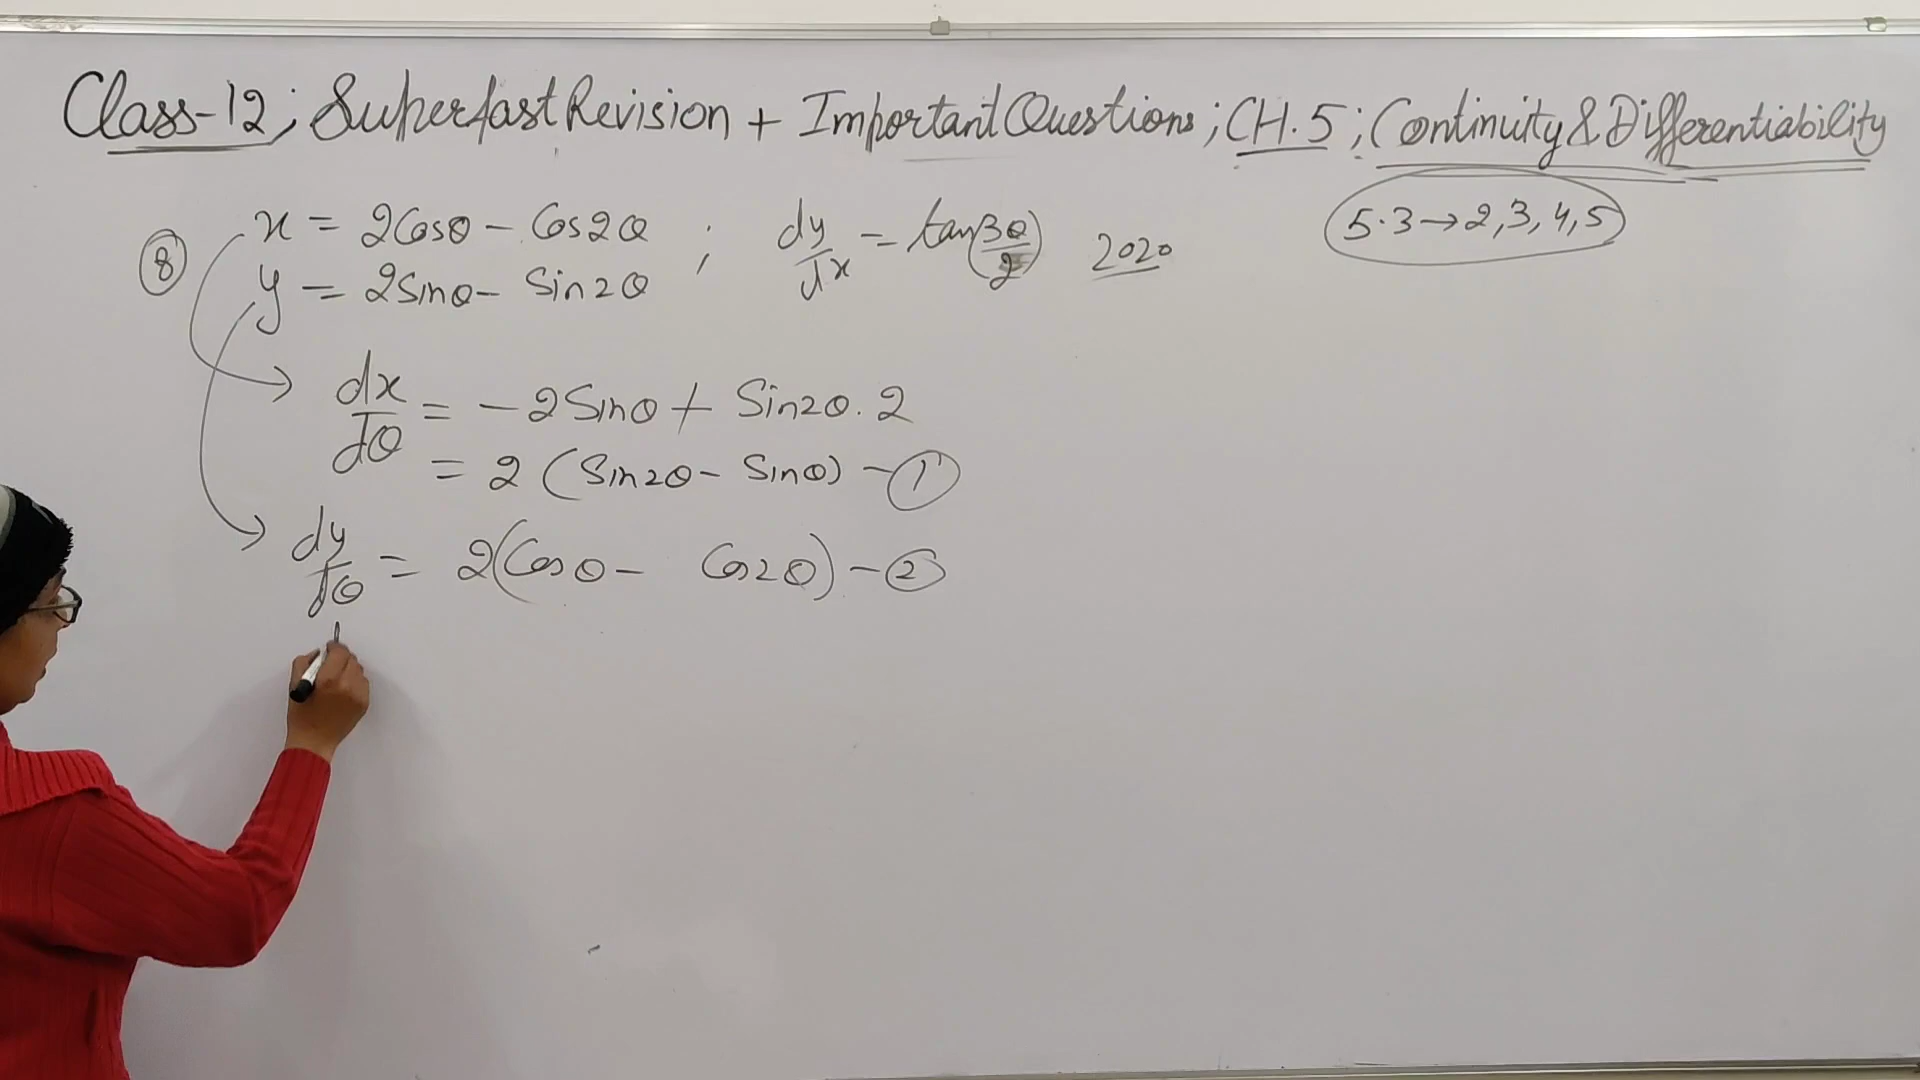 Class-12; Superfast Revision + Important Questions; CH.5; Continuity & Differentiability
5.3→2,3,4,5
⑧ x = 2Cosθ - Cos2θ ; dy/dx = tan(3θ/2) 2020
y = 2Sinθ - Sin2θ
dx/dθ = -2Sinθ + Sin2θ.2
= 2(Sin2θ - Sinθ) - ①
dy/dθ = 2(Cosθ - Cos2θ) - ②